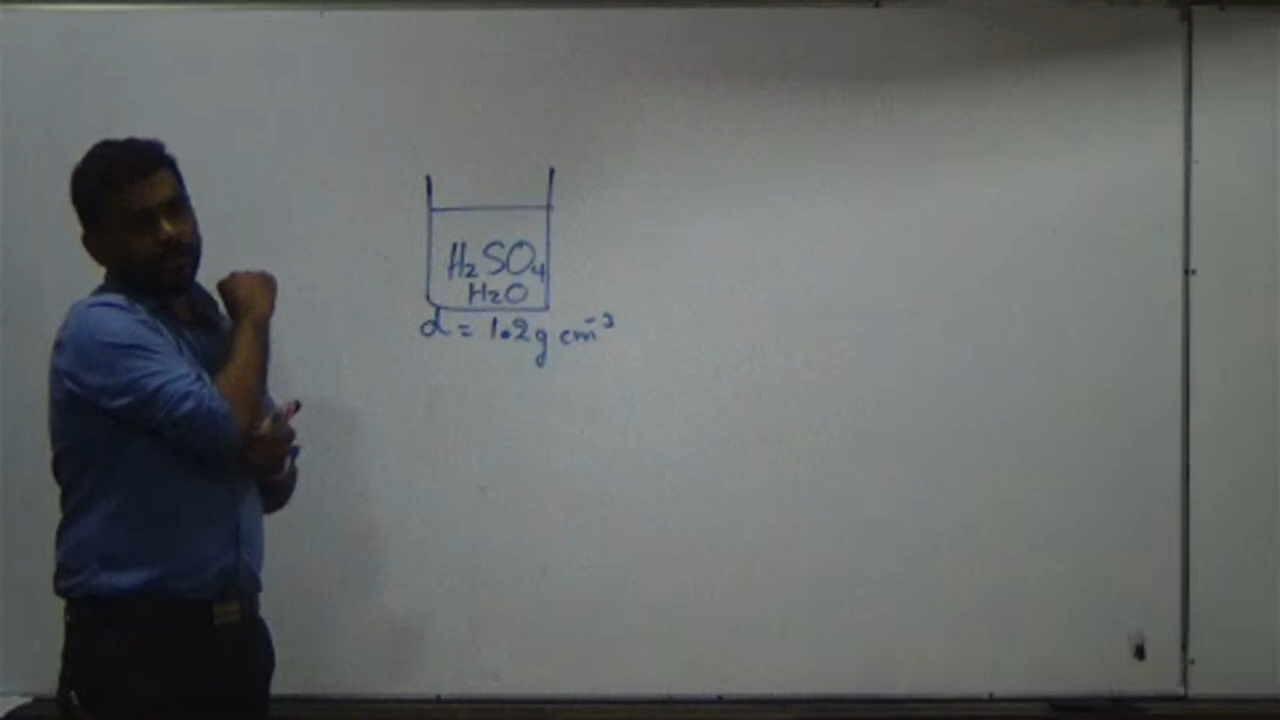 H₂SO₄
H₂O
d = 1.2g cm⁻³